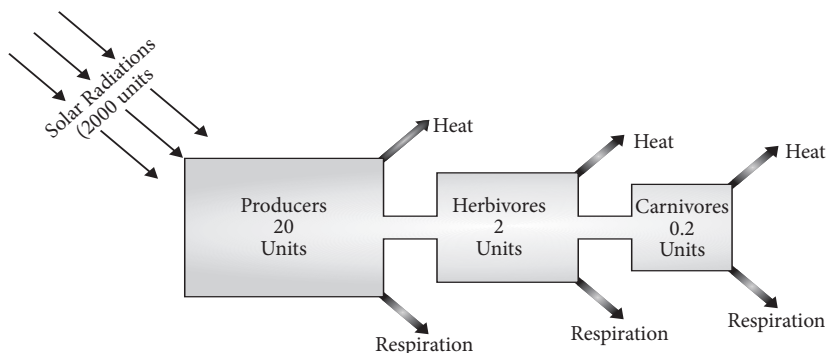 Solar Radiations
(2000 units
Heat
Heat
Heat
Producers
20
Units
Herbivores
2
Units
Carnivores
0.2
Units
Respiration
Respiration
Respiration